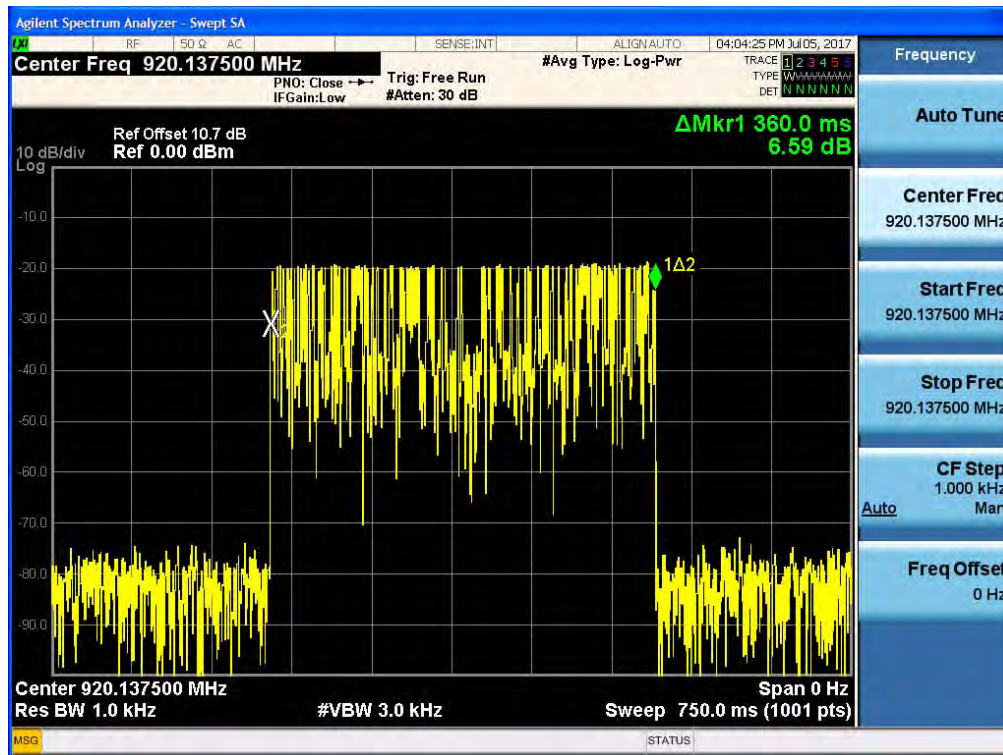 Agilent Spectrum Analyzer - Swept SA
LXI RF 50 Ω AC SENSE:INT ALIGN AUTO 04:04:25 PM Jul 05, 2017
Center Freq 920.137500 MHz
PNO: Close
IFGain:Low
Trig: Free Run
#Atten: 30 dB
#Avg Type: Log-Pwr
TRACE 1 2 3 4 5 6
TYPE W
DET N N N N N N
ΔMkr1 360.0 ms
6.59 dB
Ref Offset 10.7 dB
10 dB/div Ref 0.00 dBm
Log
-10.0
-20.0
-30.0
-40.0
-50.0
-60.0
-70.0
-80.0
-90.0
1Δ2
Center 920.137500 MHz Span 0 Hz
Res BW 1.0 kHz #VBW 3.0 kHz Sweep 750.0 ms (1001 pts)
MSG STATUS
Frequency
Auto Tune
Center Freq
920.137500 MHz
Start Freq
920.137500 MHz
Stop Freq
920.137500 MHz
CF Step
1.000 kHz
Auto Man
Freq Offset
0 Hz